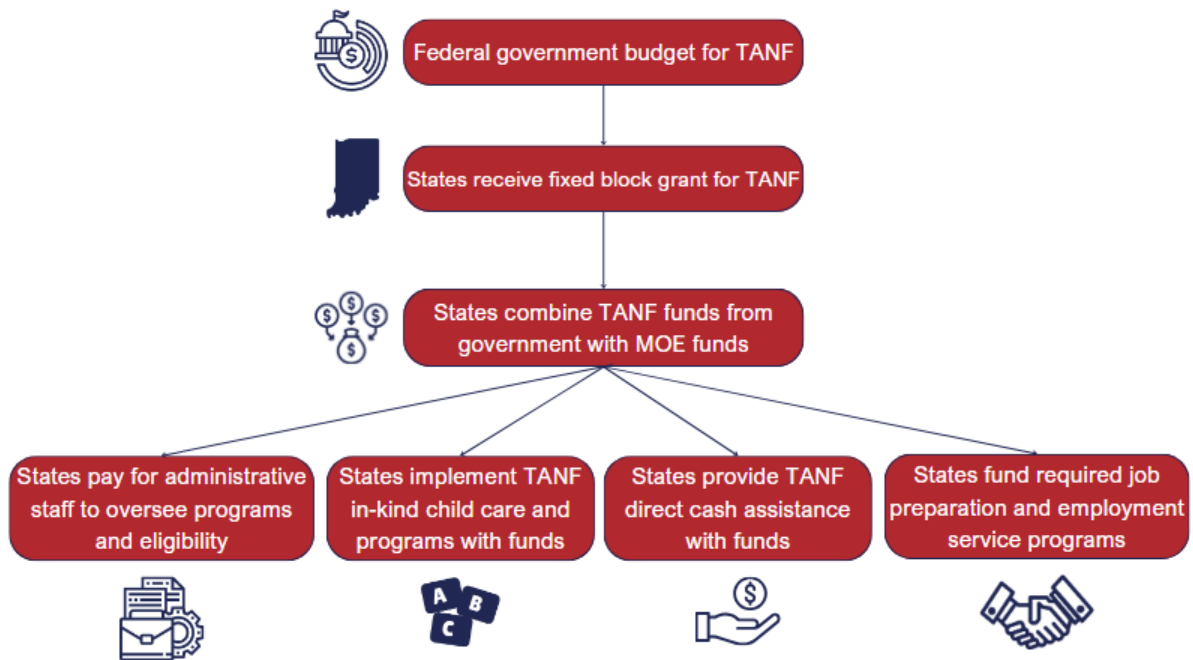 Federal government budget for TANF
States receive fixed block grant for TANF
$
$
$
$
$
States combine TANF funds from
government with MOE funds
States pay for administrative
staff to oversee programs
and eligibility
States implement TANF
in-kind child care and
programs with funds
States provide TANF
direct cash assistance
with funds
States fund required job
preparation and employment
service programs
A
B
C
$